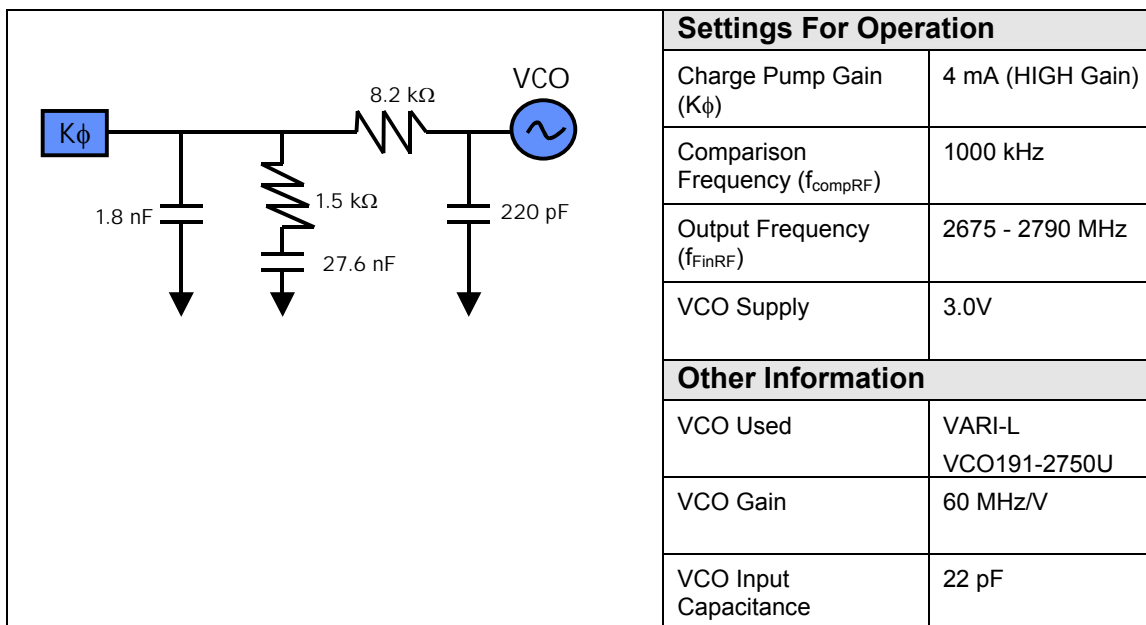 Kϕ
1.8 nF
1.5 kΩ
27.6 nF
8.2 kΩ
220 pF
VCO
Settings For Operation
Charge Pump Gain
(Kϕ)
4 mA (HIGH Gain)
Comparison
Frequency (fcompRF)
1000 kHz
Output Frequency
(fFinRF)
2675 - 2790 MHz
VCO Supply
3.0V
Other Information
VCO Used
VARI-L
VCO191-2750U
VCO Gain
60 MHz/V
VCO Input
Capacitance
22 pF